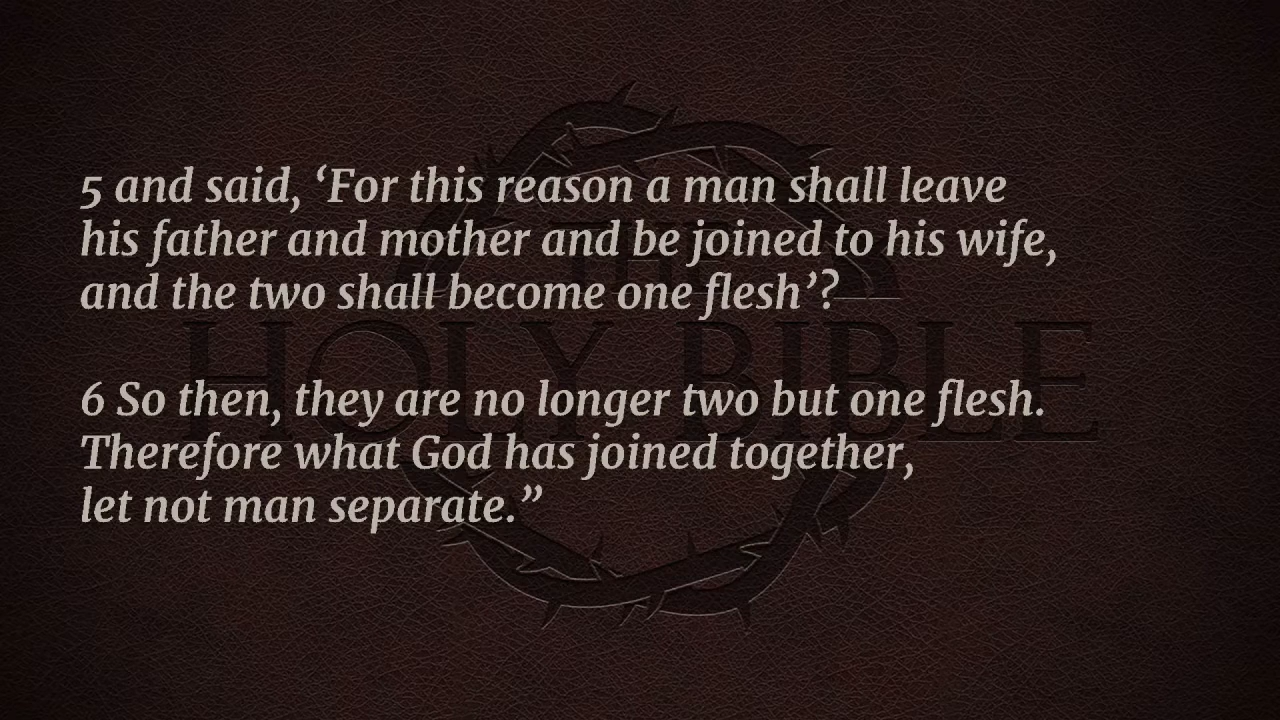 5 and said, ‘For this reason a man shall leave
his father and mother and be joined to his wife,
and the two shall become one flesh’?
6 So then, they are no longer two but one flesh.
Therefore what God has joined together,
let not man separate.”
THE
HOLY BIBLE